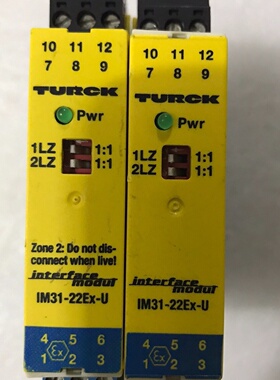 10 11 12
7 8 9
TURCK
Pwr
1LZ 1:1
2LZ 1:1
Zone 2: Do not dis-
connect when live!
interface
modul
IM31-22Ex-U
4 5 6
1 Ex 3
10 11 12
7 8 9
TURCK
Pwr
1LZ 1:1
2LZ 1:1
interface
modul
IM31-22Ex-U
4 5 6
1 Ex 3